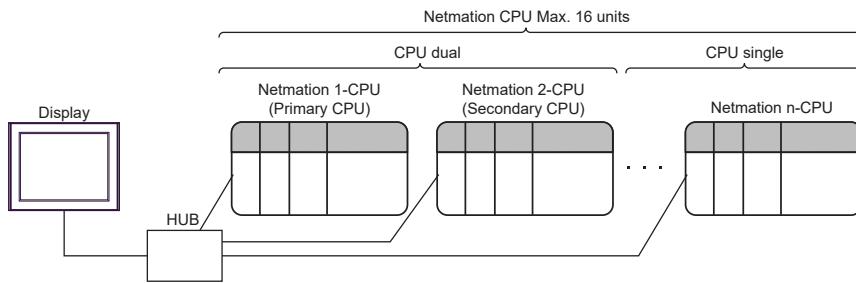 Netmation CPU Max. 16 units
CPU dual
CPU single
Netmation 1-CPU
(Primary CPU)
Netmation 2-CPU
(Secondary CPU)
Netmation n-CPU
Display
. . .
HUB